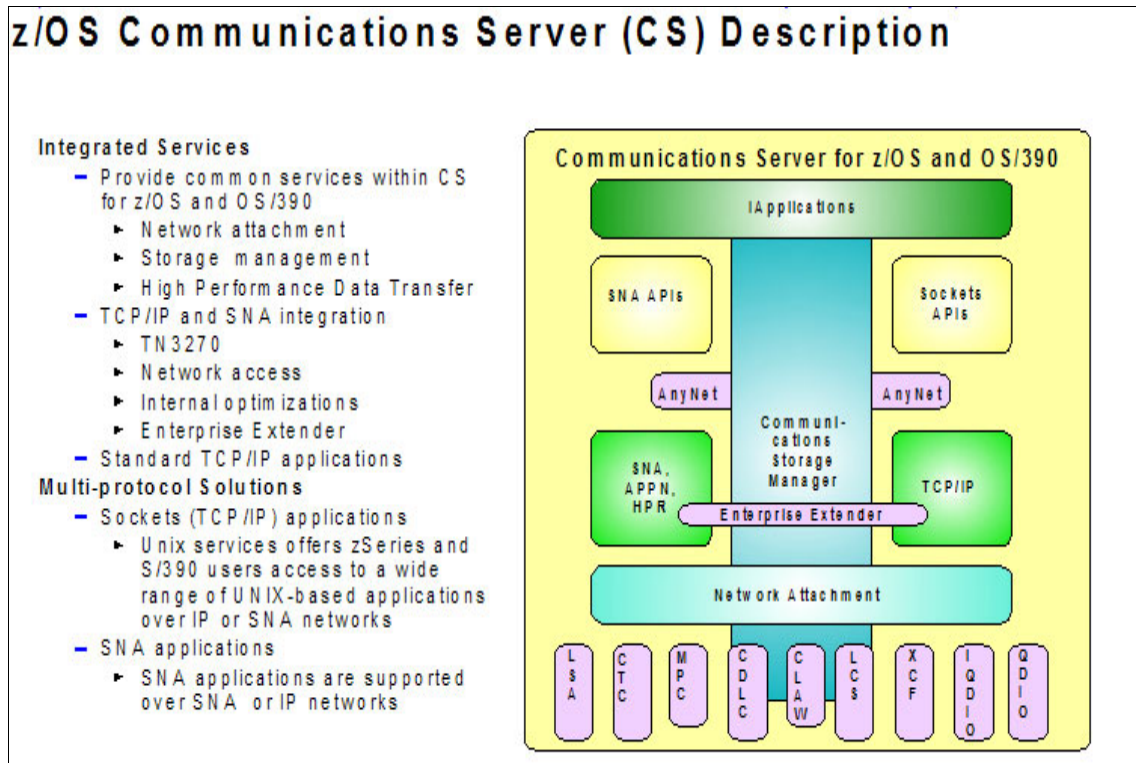 z/OS Communications Server (CS) Description
Integrated Services
– Provide common services within CS
for z/OS and OS/390
► Network attachment
► Storage management
► High Performance Data Transfer
– TCP/IP and SNA integration
► TN3270
► Network access
► Internal optimizations
► Enterprise Extender
– Standard TCP/IP applications
Multi-protocol Solutions
– Sockets (TCP/IP) applications
► Unix services offers zSeries and
S/390 users access to a wide
range of UNIX-based applications
over IP or SNA networks
– SNA applications
► SNA applications are supported
over SNA or IP networks
Communications Server for z/OS and OS/390
IApplications
SNA APIs
Sockets
APIs
AnyNet
AnyNet
Communi-
cations
Storage
Manager
SNA,
APPN,
HPR
TCP/IP
Enterprise Extender
Network Attachment
LSA
CTC
MPC
CDLC
CLAW
LCS
XCF
IQDIO
QDIO